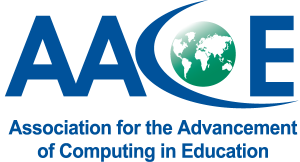 AACE
Association for the Advancement
of Computing in Education